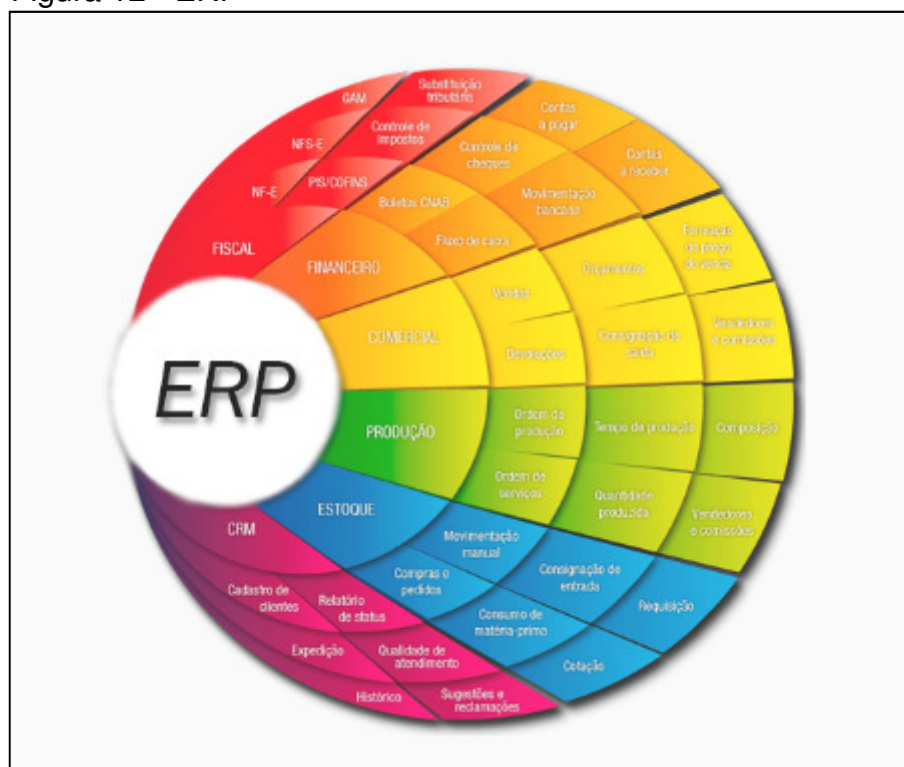 GAM
NFS-E
NF-E
FISCAL
Substituição
tributária
Controle de
impostos
PIS/COFINS
Contas
a pagar
Contas
a receber
Controle de
cheques
Movimentação
bancária
Boletos CNAB
Fluxo de caixa
FINANCEIRO
Formação
de preço
de venda
Orçamentos
Vendas
COMERCIAL
Devoluções
Consignação de
saída
Vendedores
e comissões
ERP
PRODUÇÃO
Ordem de
produção
Tempo de produção
Composição
Ordem de
serviços
Quantidade
produzida
Vendedores
e comissões
ESTOQUE
Movimentação
manual
Consignação de
entrada
Requisição
Compras e
pedidos
Consumo de
matéria-prima
Cotação
CRM
Cadastro de
clientes
Relatório
de status
Expedição
Qualidade de
atendimento
Histórico
Sugestões e
reclamações